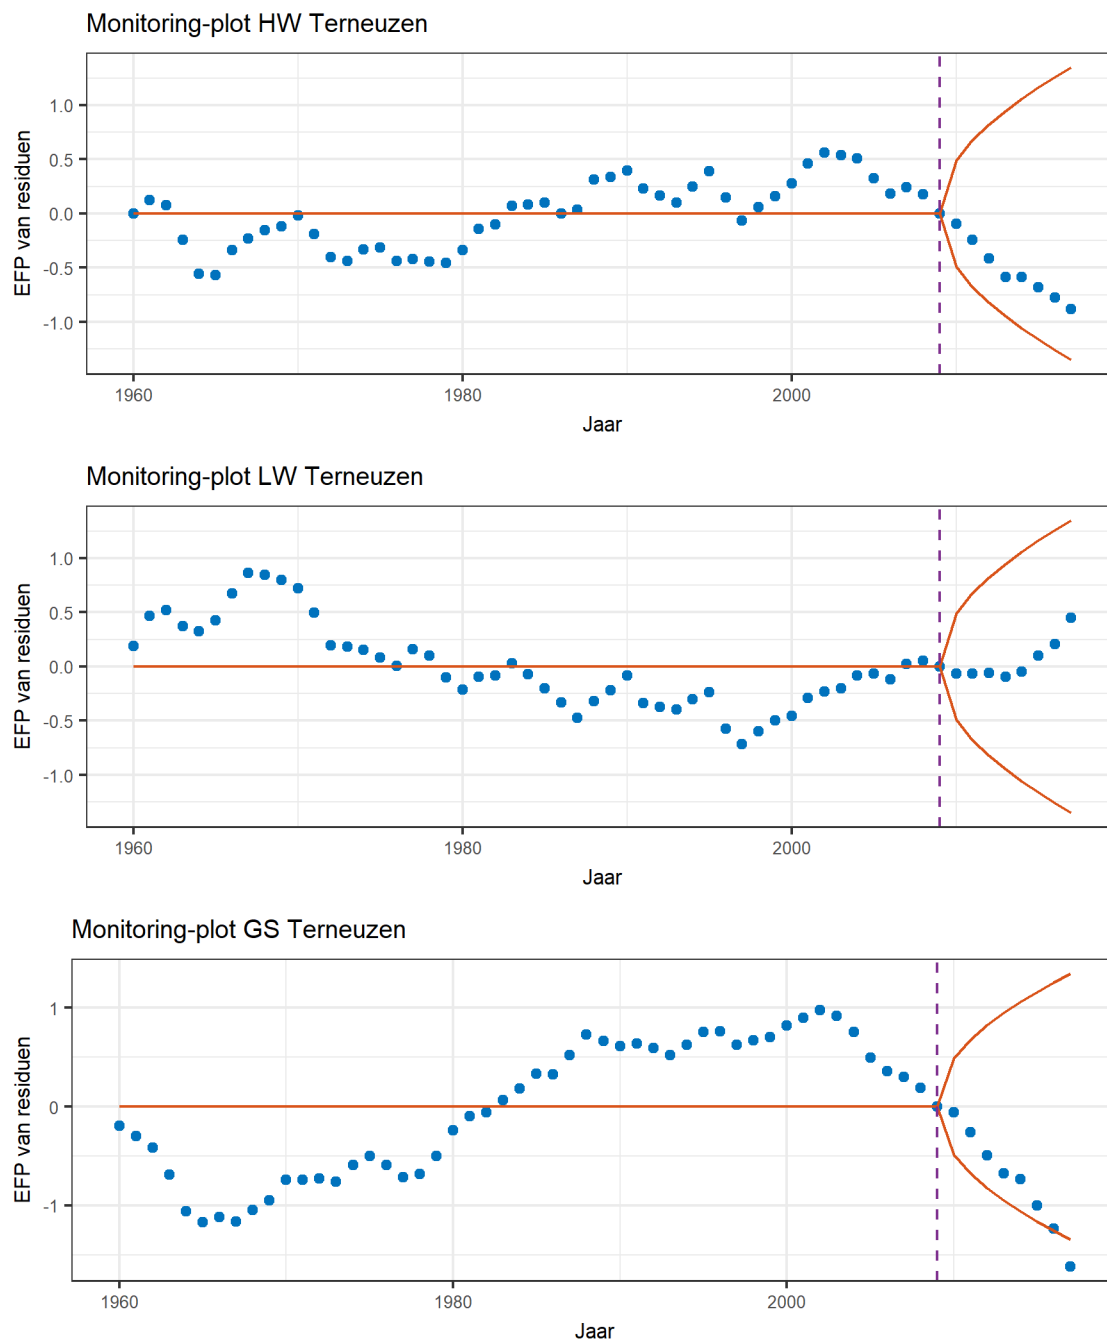 Monitoring-plot HW Terneuzen
EFP van residuen
1.0
0.5
0.0
-0.5
-1.0
1960 1980 2000
Jaar
Monitoring-plot LW Terneuzen
EFP van residuen
1.0
0.5
0.0
-0.5
-1.0
1960 1980 2000
Jaar
Monitoring-plot GS Terneuzen
EFP van residuen
1
0
-1
1960 1980 2000
Jaar